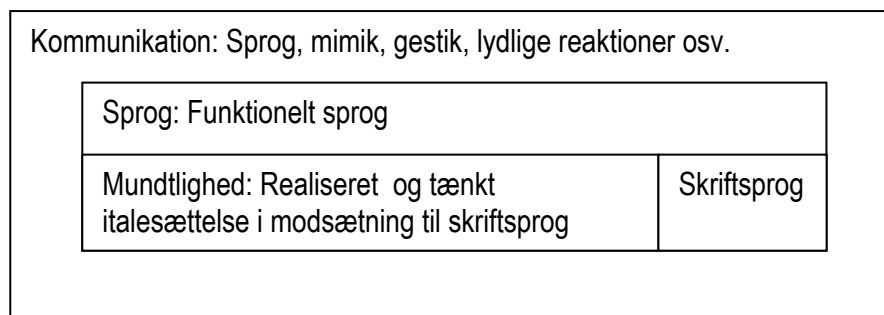 Kommunikation: Sprog, mimik, gestik, lydlige reaktioner osv.
Sprog: Funktionelt sprog
Mundtlighed: Realiseret og tænkt
italesættelse i modsætning til skriftsprog
Skriftsprog